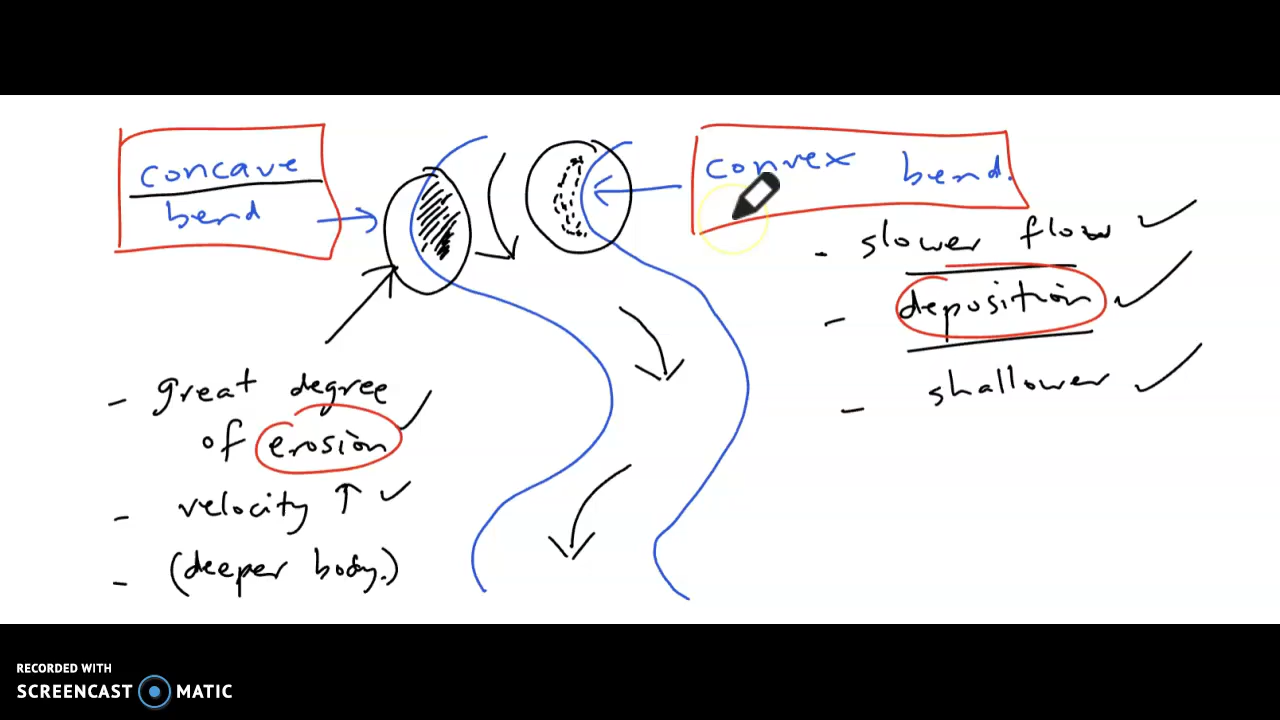 concave
bend
convex bend.
- slower flow ✓
- deposition ✓
- shallower ✓
- great degree
of erosion ✓
- velocity ↑ ✓
- (deeper body.)
RECORDED WITH
SCREENCAST MATIC